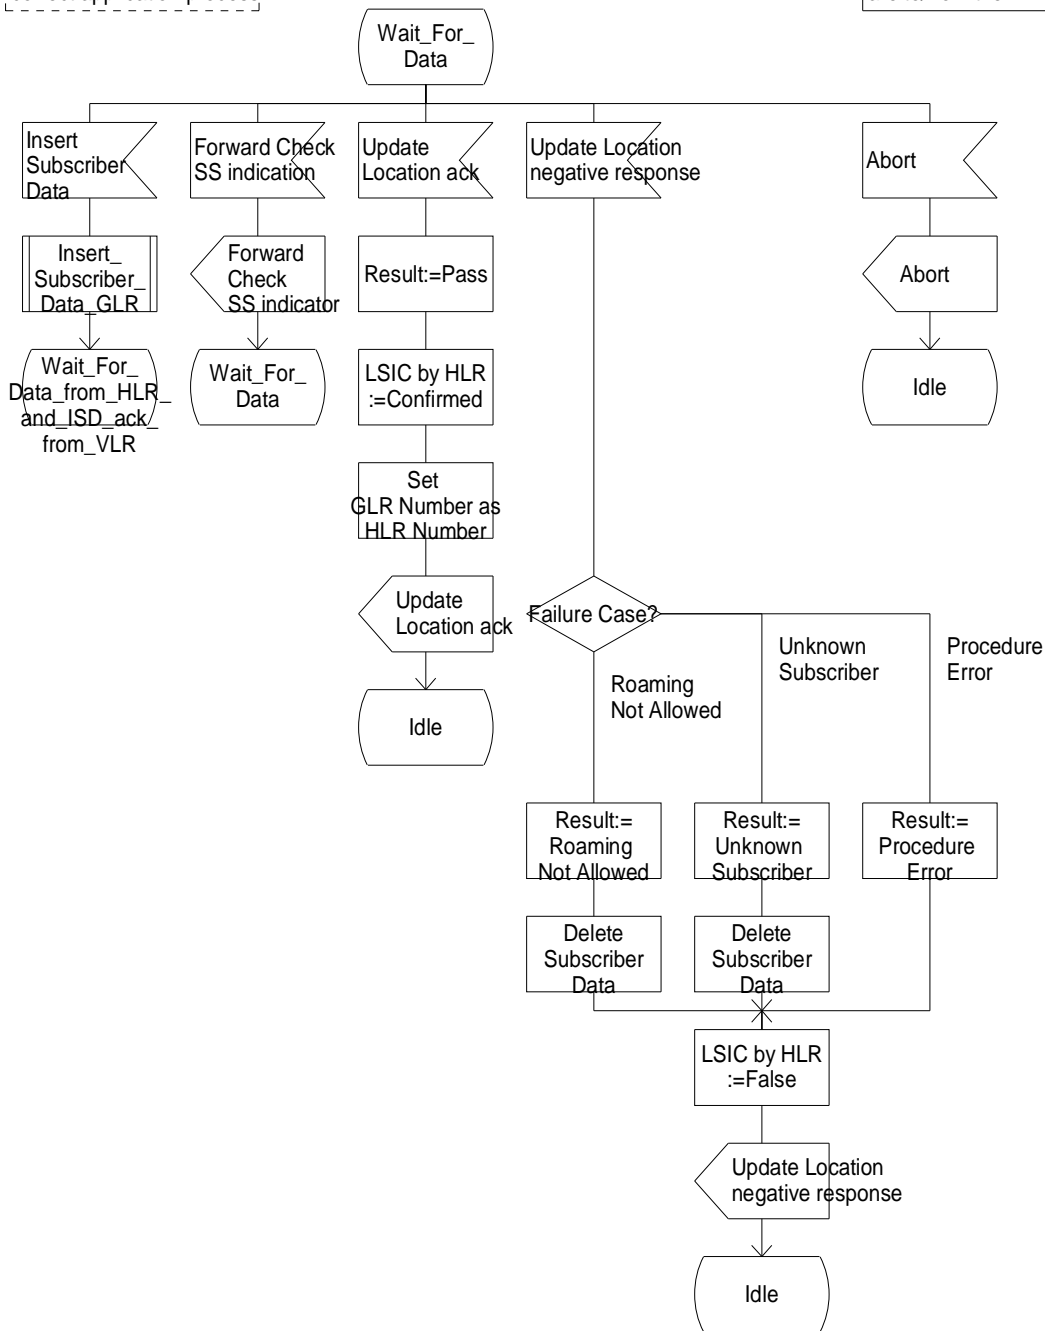 Wait_For_
Data
Insert
Subscriber
Data
Forward Check
SS indication
Update
Location ack
Update Location
negative response
Abort
Insert_
Subscriber_
Data_GLR
Forward
Check
SS indicator
Result:=Pass
Abort
Wait_For_
Data_from_HLR_
and_ISD_ack_
from_VLR
Wait_For_
Data
LSIC by HLR
:=Confirmed
Idle
Set
GLR Number as
HLR Number
Update
Location ack
Failure Case?
Unknown
Subscriber
Procedure
Error
Roaming
Not Allowed
Idle
Result:=
Roaming
Not Allowed
Result:=
Unknown
Subscriber
Result:=
Procedure
Error
Delete
Subscriber
Data
Delete
Subscriber
Data
LSIC by HLR
:=False
Update Location
negative response
Idle